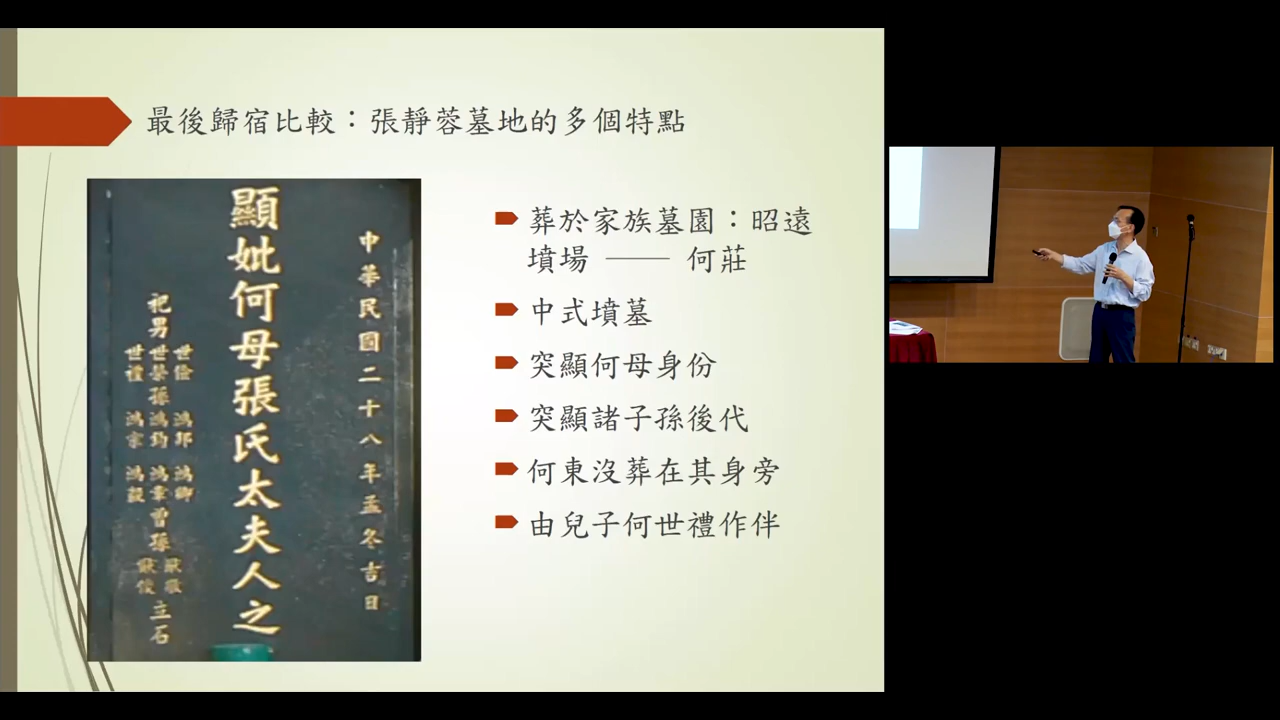 最後歸宿比較：張靜蓉墓地的多個特點
中華民國二十八年孟冬吉日
顯妣何母張氏太夫人之
祀男
世儉
世榮
世禮
孫
鴻邦
鴻鈞
鴻宗
鴻卿
鴻章
鴻毅
曾孫
立石
葬於家族墓園：昭遠
墳場 —— 何莊
中式墳墓
突顯何母身份
突顯諸子孫後代
何東沒葬在其身旁
由兒子何世禮作伴